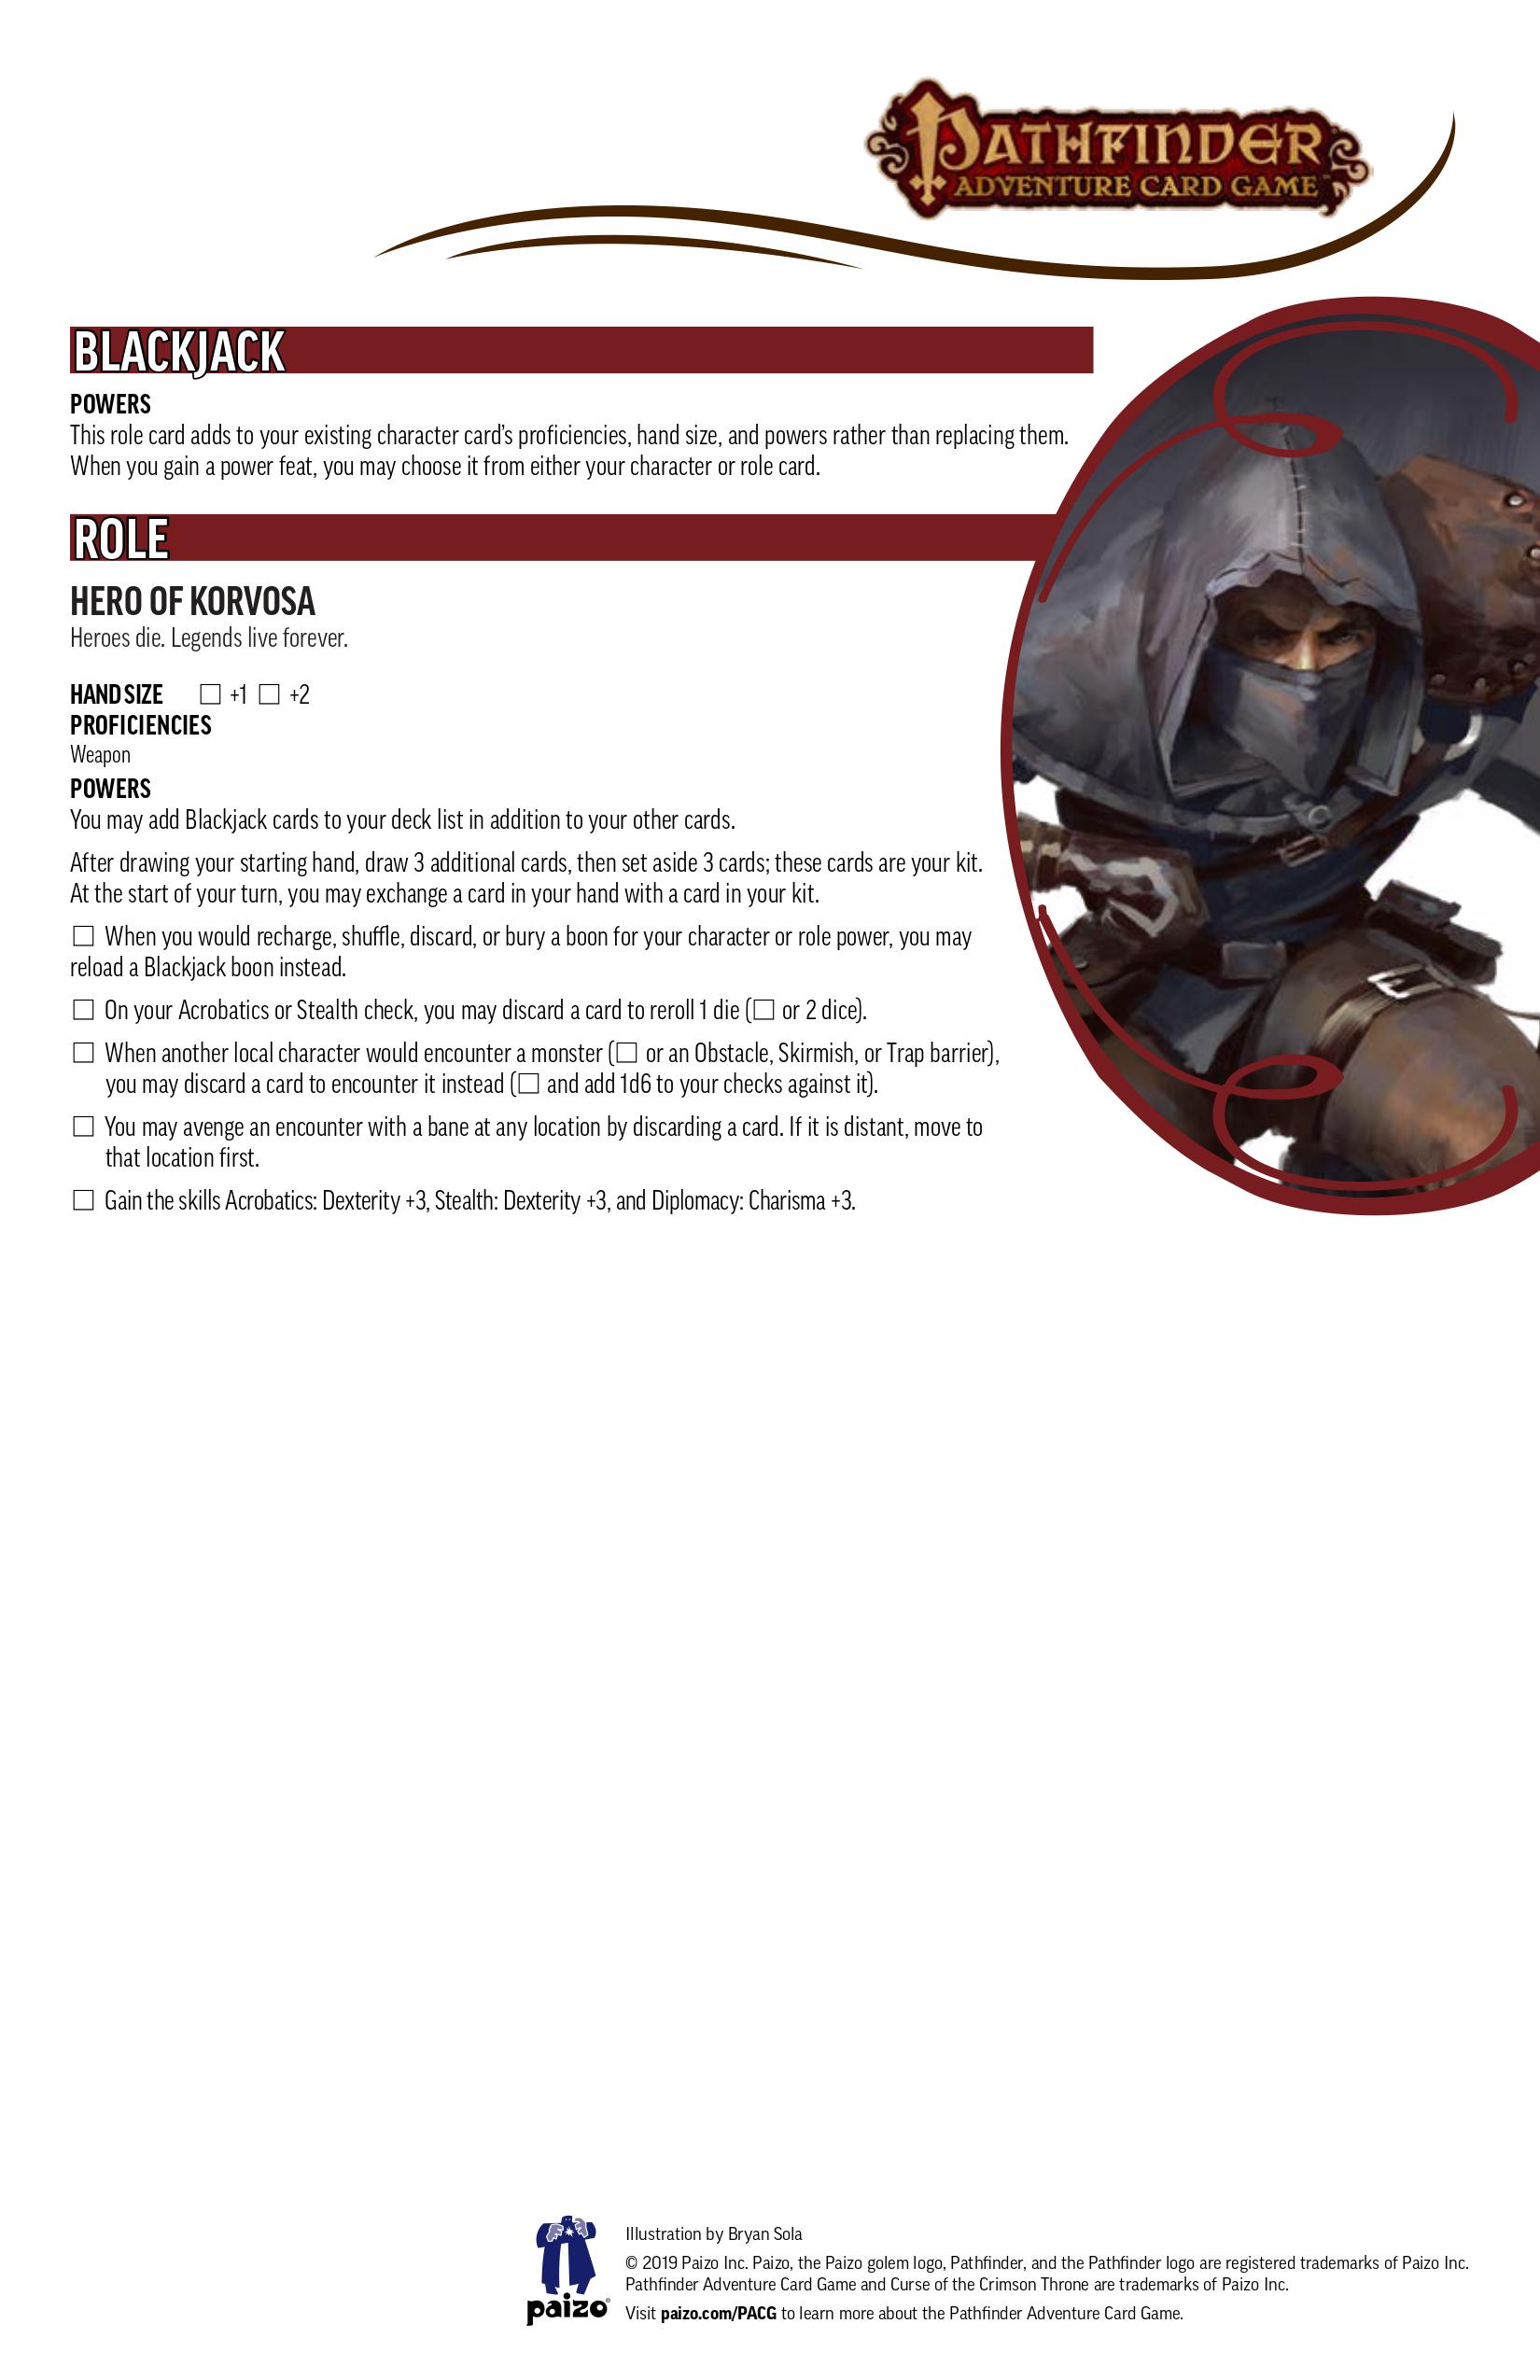 PATHFINDER
ADVENTURE CARD GAME
BLACKJACK
POWERS
This role card adds to your existing character card's proficiencies, hand size, and powers rather than replacing them.
When you gain a power feat, you may choose it from either your character or role card.
ROLE
HERO OF KORVOSA
Heroes die. Legends live forever.
HAND SIZE ☐ +1 ☐ +2
PROFICIENCIES
Weapon
POWERS
You may add Blackjack cards to your deck list in addition to your other cards.
After drawing your starting hand, draw 3 additional cards, then set aside 3 cards; these cards are your kit.
At the start of your turn, you may exchange a card in your hand with a card in your kit.
☐ When you would recharge, shuffle, discard, or bury a boon for your character or role power, you may
reload a Blackjack boon instead.
☐ On your Acrobatics or Stealth check, you may discard a card to reroll 1 die (☐ or 2 dice).
☐ When another local character would encounter a monster (☐ or an Obstacle, Skirmish, or Trap barrier),
you may discard a card to encounter it instead (☐ and add 1d6 to your checks against it).
☐ You may avenge an encounter with a bane at any location by discarding a card. If it is distant, move to
that location first.
☐ Gain the skills Acrobatics: Dexterity +3, Stealth: Dexterity +3, and Diplomacy: Charisma +3.
paizo®
Illustration by Bryan Sola
© 2019 Paizo Inc. Paizo, the Paizo golem logo, Pathfinder, and the Pathfinder logo are registered trademarks of Paizo Inc.
Pathfinder Adventure Card Game and Curse of the Crimson Throne are trademarks of Paizo Inc.
Visit paizo.com/PACG to learn more about the Pathfinder Adventure Card Game.